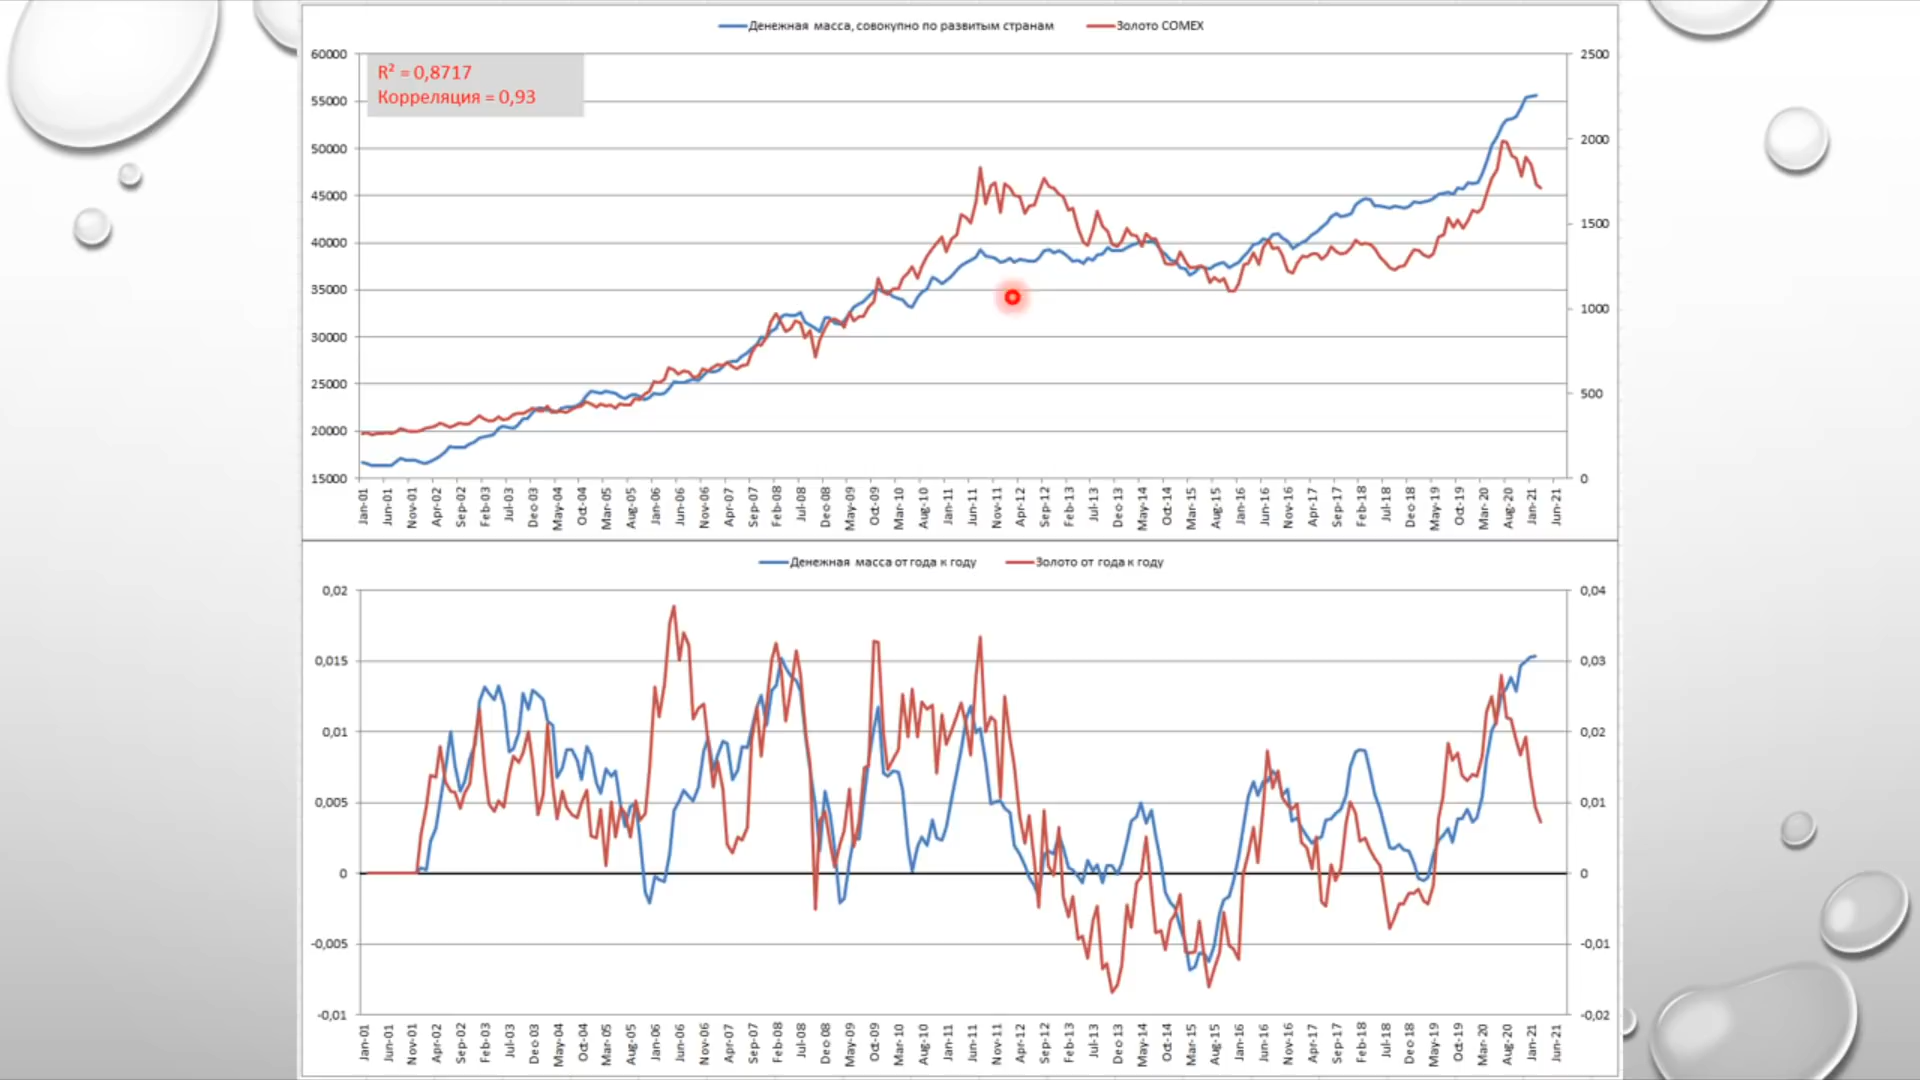 Денежная масса, совокупно по развитым странам Золото COMEX
R² = 0,8717
Корреляция = 0,93
60000 2500
55000
50000 2000
45000
40000 1500
35000
30000 1000
25000 500
20000
15000 0
Jan-01 Jun-01 Nov-01 Apr-02 Sep-02 Feb-03 Jul-03 Dec-03 May-04 Oct-04 Mar-05 Aug-05 Jan-06 Jun-06 Nov-06 Apr-07 Sep-07 Feb-08 Jul-08 Dec-08 May-09 Oct-09 Mar-10 Aug-10 Jan-11 Jun-11 Nov-11 Apr-12 Sep-12 Feb-13 Jul-13 Dec-13 May-14 Oct-14 Mar-15 Aug-15 Jan-16 Jun-16 Nov-16 Apr-17 Sep-17 Feb-18 Jul-18 Dec-18 May-19 Oct-19 Mar-20 Aug-20 Jan-21 Jun-21
Денежная масса от года к году Золото от года к году
0,02 0,04
0,015 0,03
0,01 0,02
0,005 0,01
0 0
-0,005 -0,01
-0,01 -0,02
Jan-01 Jun-01 Nov-01 Apr-02 Sep-02 Feb-03 Jul-03 Dec-03 May-04 Oct-04 Mar-05 Aug-05 Jan-06 Jun-06 Nov-06 Apr-07 Sep-07 Feb-08 Jul-08 Dec-08 May-09 Oct-09 Mar-10 Aug-10 Jan-11 Jun-11 Nov-11 Apr-12 Sep-12 Feb-13 Jul-13 Dec-13 May-14 Oct-14 Mar-15 Aug-15 Jan-16 Jun-16 Nov-16 Apr-17 Sep-17 Feb-18 Jul-18 Dec-18 May-19 Oct-19 Mar-20 Aug-20 Jan-21 Jun-21